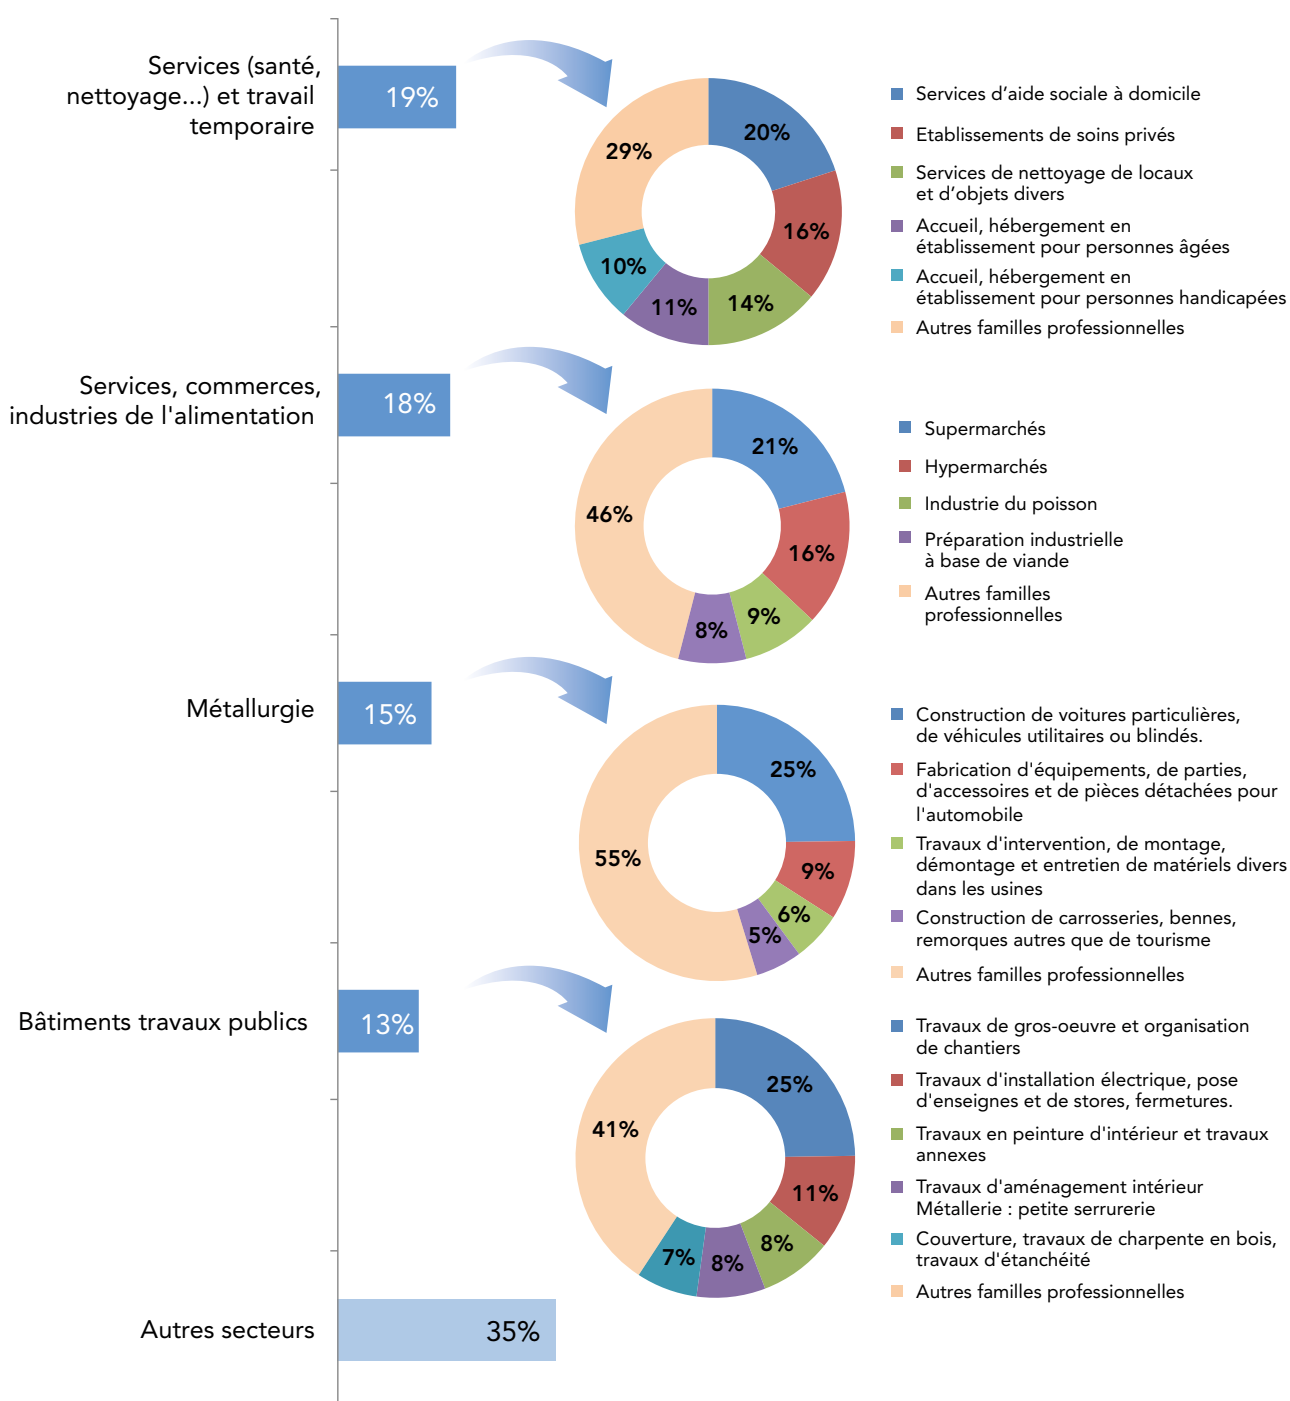 Services (santé,
nettoyage...) et travail
temporaire
19%
20%
16%
14%
11%
10%
29%
Services d’aide sociale à domicile
Etablissements de soins privés
Services de nettoyage de locaux
et d’objets divers
Accueil, hébergement en
établissement pour personnes âgées
Accueil, hébergement en
établissement pour personnes handicapées
Autres familles professionnelles
Services, commerces,
industries de l'alimentation
18%
21%
16%
9%
8%
46%
Supermarchés
Hypermarchés
Industrie du poisson
Préparation industrielle
à base de viande
Autres familles
professionnelles
Métallurgie
15%
25%
9%
6%
5%
55%
Construction de voitures particulières,
de véhicules utilitaires ou blindés.
Fabrication d'équipements, de parties,
d'accessoires et de pièces détachées pour
l'automobile
Travaux d'intervention, de montage,
démontage et entretien de matériels divers
dans les usines
Construction de carrosseries, bennes,
remorques autres que de tourisme
Autres familles professionnelles
Bâtiments travaux publics
13%
25%
11%
8%
8%
7%
41%
Travaux de gros-oeuvre et organisation
de chantiers
Travaux d'installation électrique, pose
d'enseignes et de stores, fermetures.
Travaux en peinture d'intérieur et travaux
annexes
Travaux d'aménagement intérieur
Métallerie : petite serrurerie
Couverture, travaux de charpente en bois,
travaux d'étanchéité
Autres familles professionnelles
Autres secteurs
35%